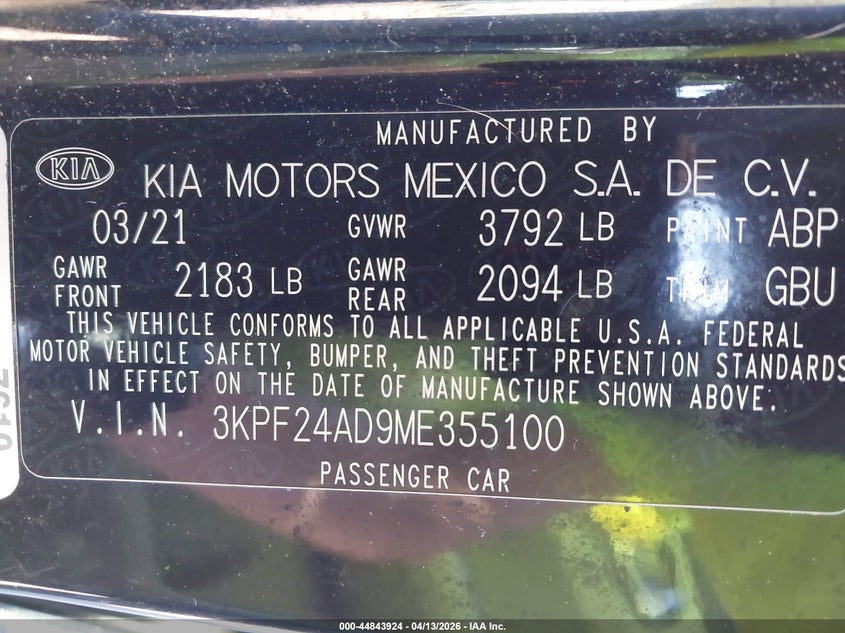 MANUFACTURED BY
KIA KIA MOTORS MEXICO S.A. DE C.V.
03/21 GVWR 3792 LB PAINT ABP
GAWR FRONT 2183 LB GAWR REAR 2094 LB TRIM GBU
THIS VEHICLE CONFORMS TO ALL APPLICABLE U.S.A. FEDERAL
MOTOR VEHICLE SAFETY, BUMPER, AND THEFT PREVENTION STANDARDS
IN EFFECT ON THE DATE OF MANUFACTURE SHOWN ABOVE.
V.I.N. 3KPF24AD9ME355100
PASSENGER CAR
000-44843924 - 04/13/2026 - IAA Inc.